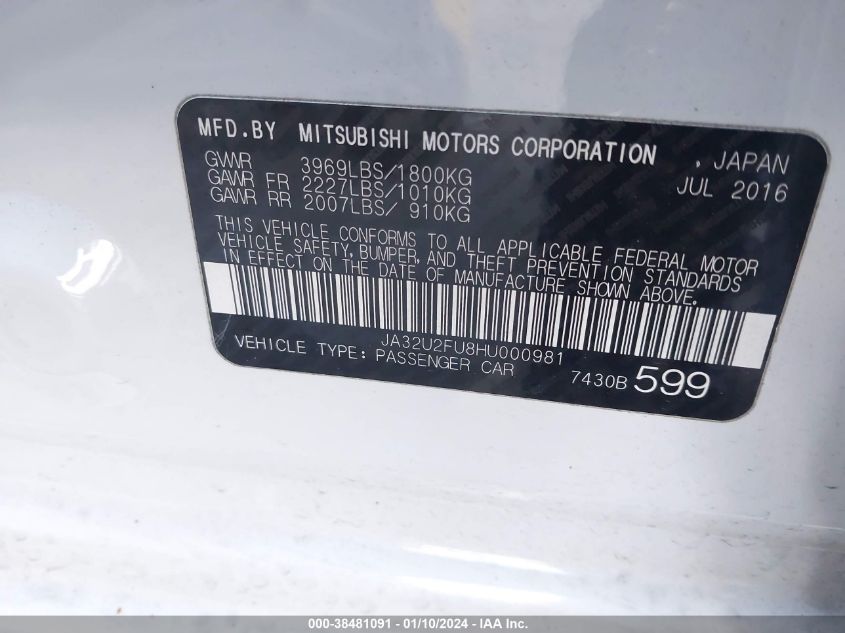 MFD.BY MITSUBISHI MOTORS CORPORATION , JAPAN
GVWR 3969LBS/1800KG JUL 2016
GAWR FR 2227LBS/1010KG
GAWR RR 2007LBS/ 910KG
THIS VEHICLE CONFORMS TO ALL APPLICABLE FEDERAL MOTOR
VEHICLE SAFETY, BUMPER, AND THEFT PREVENTION STANDARDS
IN EFFECT ON THE DATE OF MANUFACTURE SHOWN ABOVE.
JA32U2FU8HU000981
VEHICLE TYPE: PASSENGER CAR 7430B 599
000-38481091 - 01/10/2024 - IAA Inc.